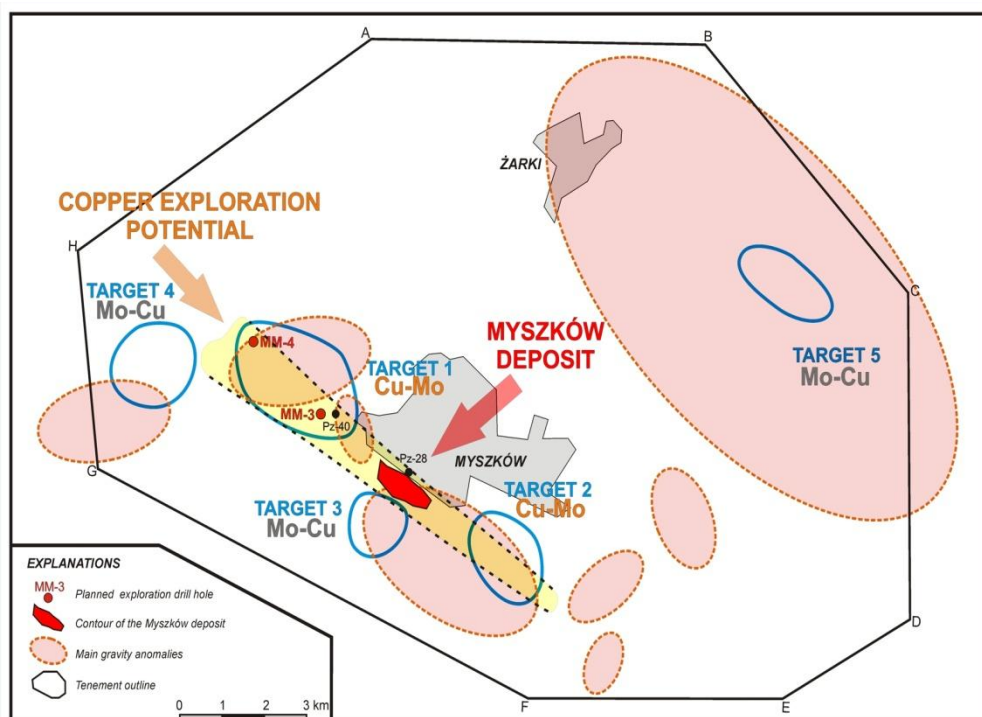 A
B
ŻARKI
COPPER EXPLORATION
POTENTIAL
H
C
TARGET 4
Mo-Cu
MM-4
MYSZKÓW
DEPOSIT
TARGET 1
Cu-Mo
TARGET 5
Mo-Cu
MM-3
Pz-40
Pz-28
MYSZKÓW
G
TARGET 3
Mo-Cu
TARGET 2
Cu-Mo
EXPLANATIONS
MM-3
Planned exploration drill hole
Contour of the Myszków deposit
Main gravity anomalies
Tenement outline
0 1 2 3 km
D
F
E